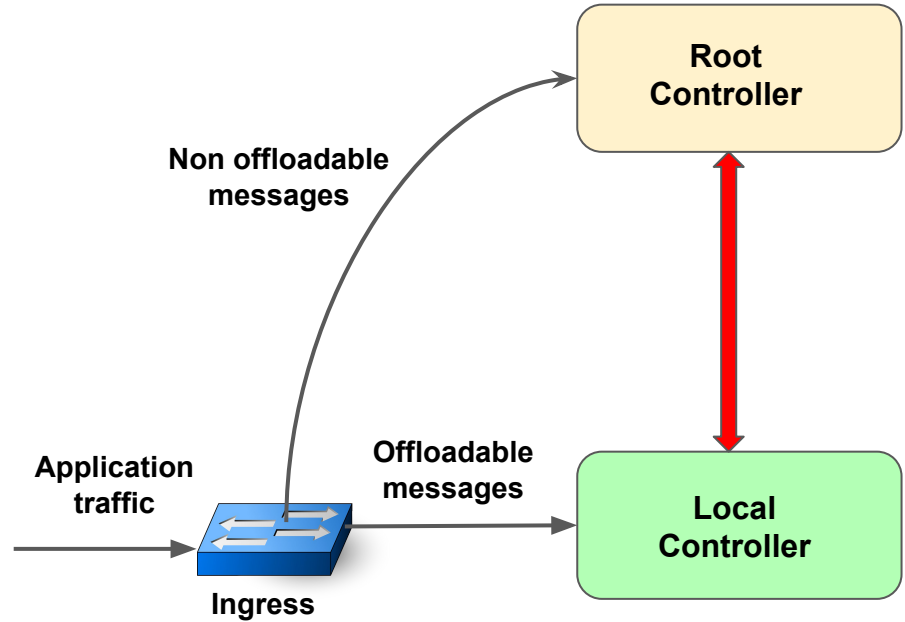 Root
Controller
Non offloadable
messages
Application
traffic
Offloadable
messages
Local
Controller
Ingress